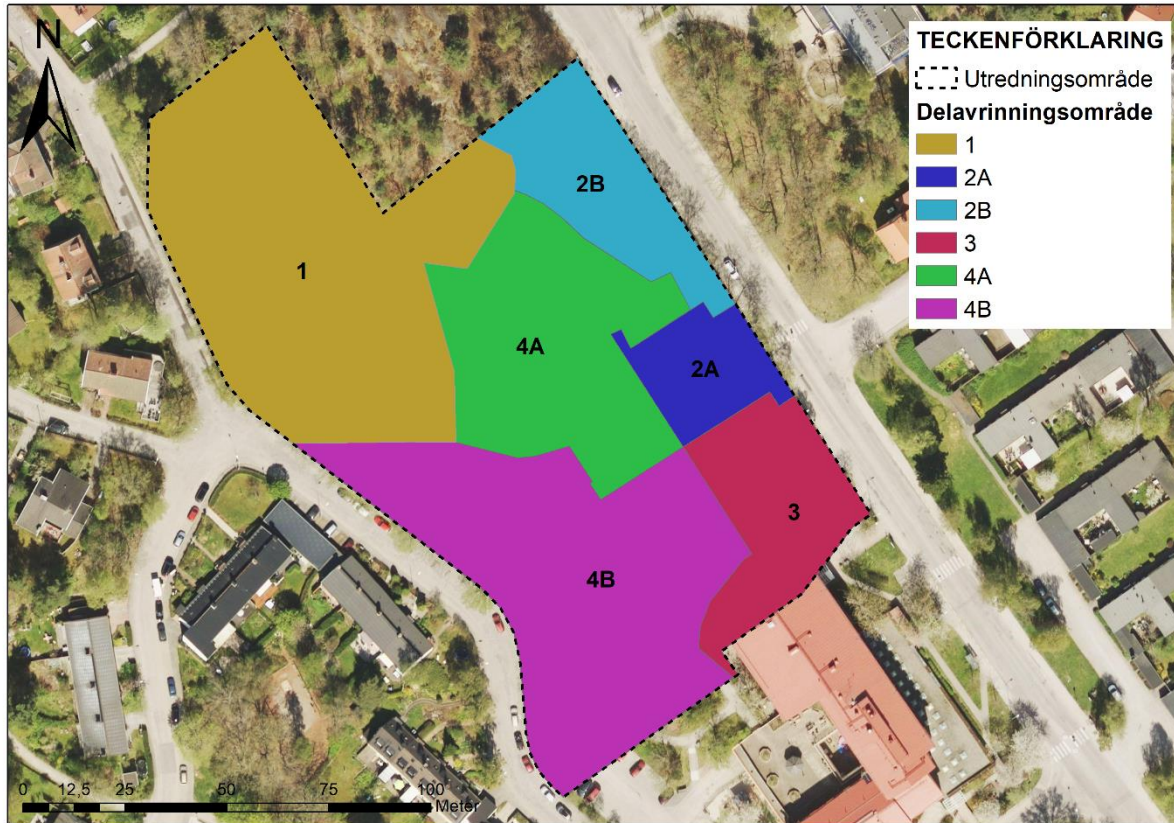 N
TECKENFÖRKLARING
Utredningsområde
Delavrinningsområde
1
2A
2B
3
4A
4B
2B
1
4A
2A
3
4B
0 12,5 25 50 75 100
Meter